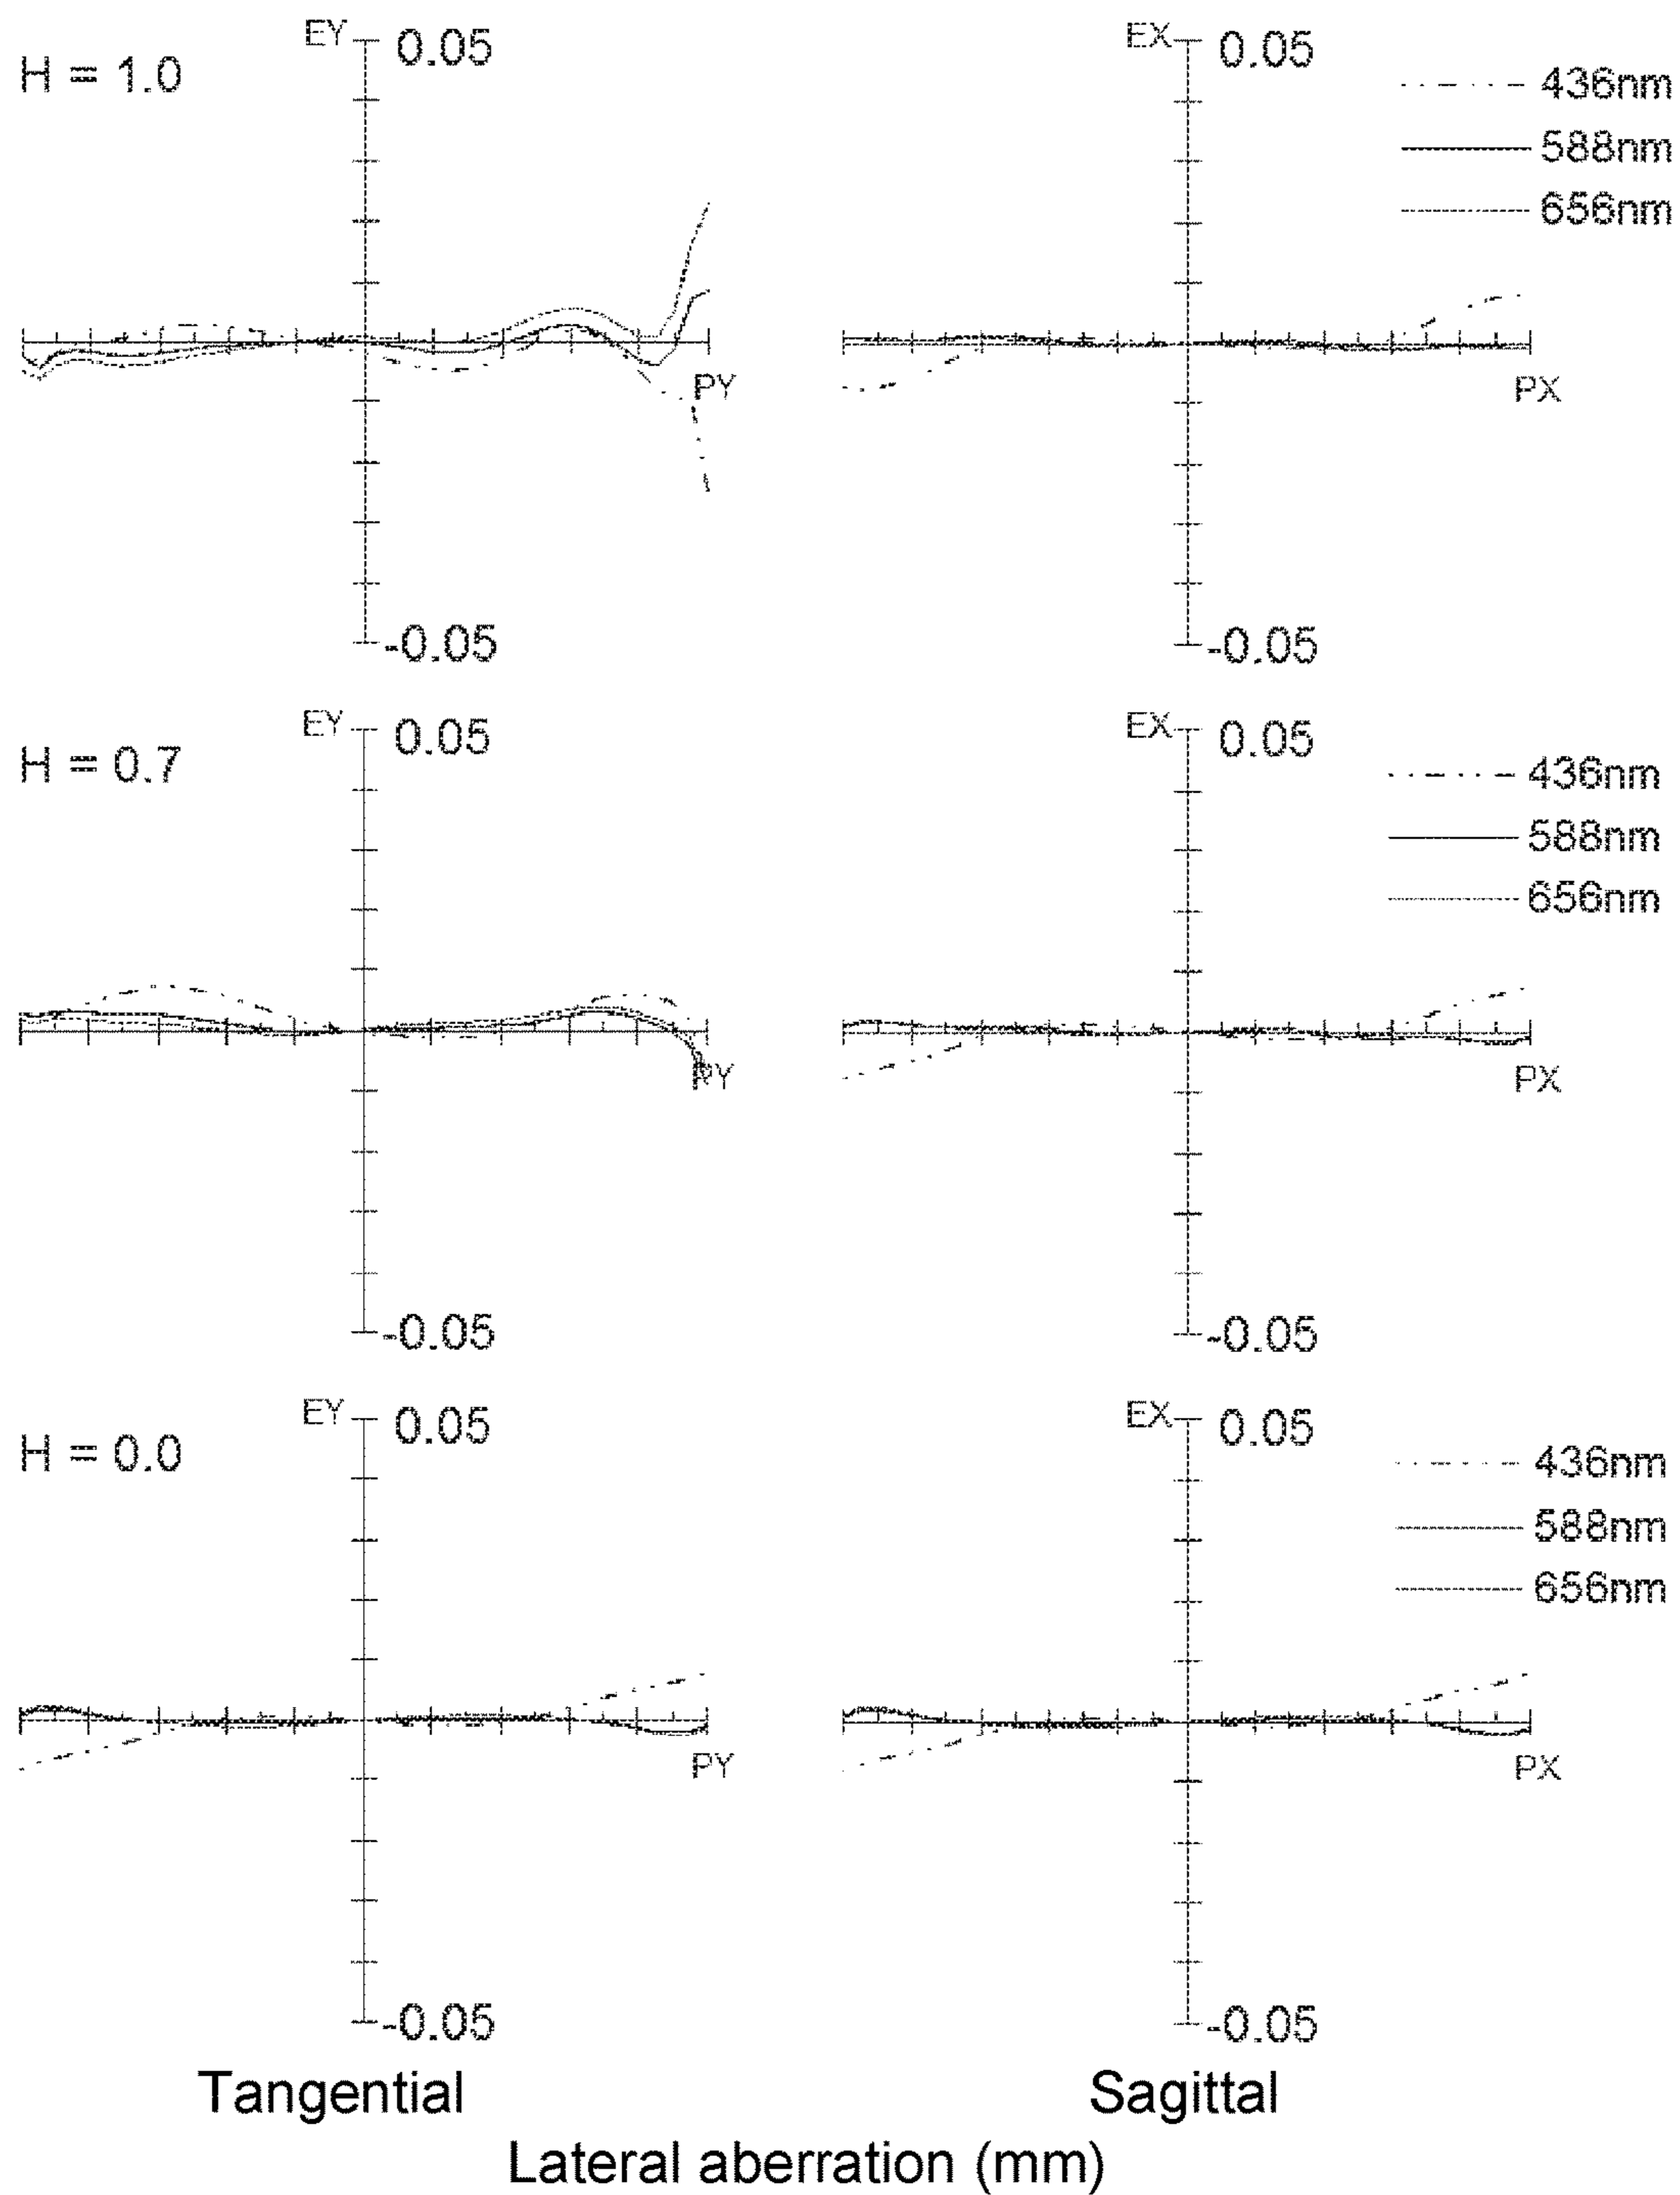 EY 0.05 EX 0.05
H = 1.0
436nm
588nm
656nm
PY PX
-0.05 -0.05
EY 0.05 EX 0.05
H = 0.7
436nm
588nm
656nm
PY PX
-0.05 -0.05
EY 0.05 EX 0.05
H = 0.0
436nm
588nm
656nm
PY PX
-0.05 -0.05
Tangential Sagittal
Lateral aberration (mm)